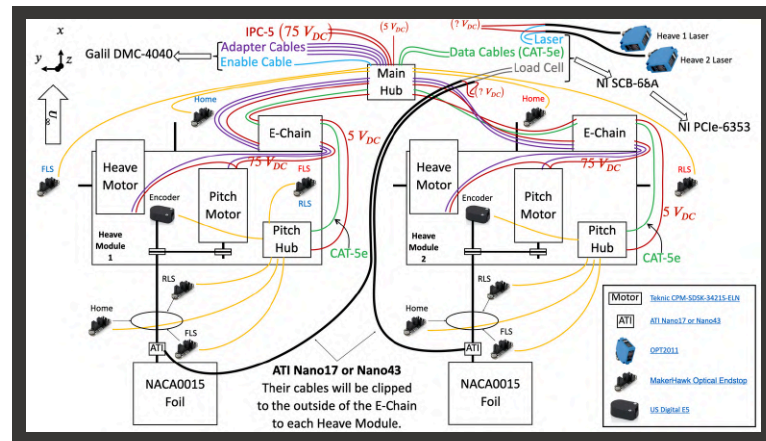 x
y
z
U∞
Galil DMC-4040
IPC-5 (75 VDC)
Adapter Cables
Enable Cable
(5 VDC)
Main
Hub
(? VDC)
Laser
Data Cables (CAT-5e)
Load Cell
(? VDC)
Heave 1 Laser
Heave 2 Laser
NI SCB-68A
NI PCIe-6353
Home
E-Chain
5 VDC
FLS
Heave
Motor
75 VDC
FLS
RLS
Encoder
Pitch
Motor
Heave
Module
1
Pitch
Hub
CAT-5e
RLS
Home
FLS
ATI
NACA0015
Foil
Home
E-Chain
5 VDC
RLS
Heave
Motor
75 VDC
Encoder
Pitch
Motor
Heave
Module
2
Pitch
Hub
CAT-5e
RLS
Home
FLS
ATI
NACA0015
Foil
ATI Nano17 or Nano43
Their cables will be clipped
to the outside of the E-Chain
to each Heave Module.
Motor Teknic CPM-SDSK-3421S-ELN
ATI ATI Nano17 or Nano43
OPT2011
MakerHawk Optical Endstop
US Digital E5